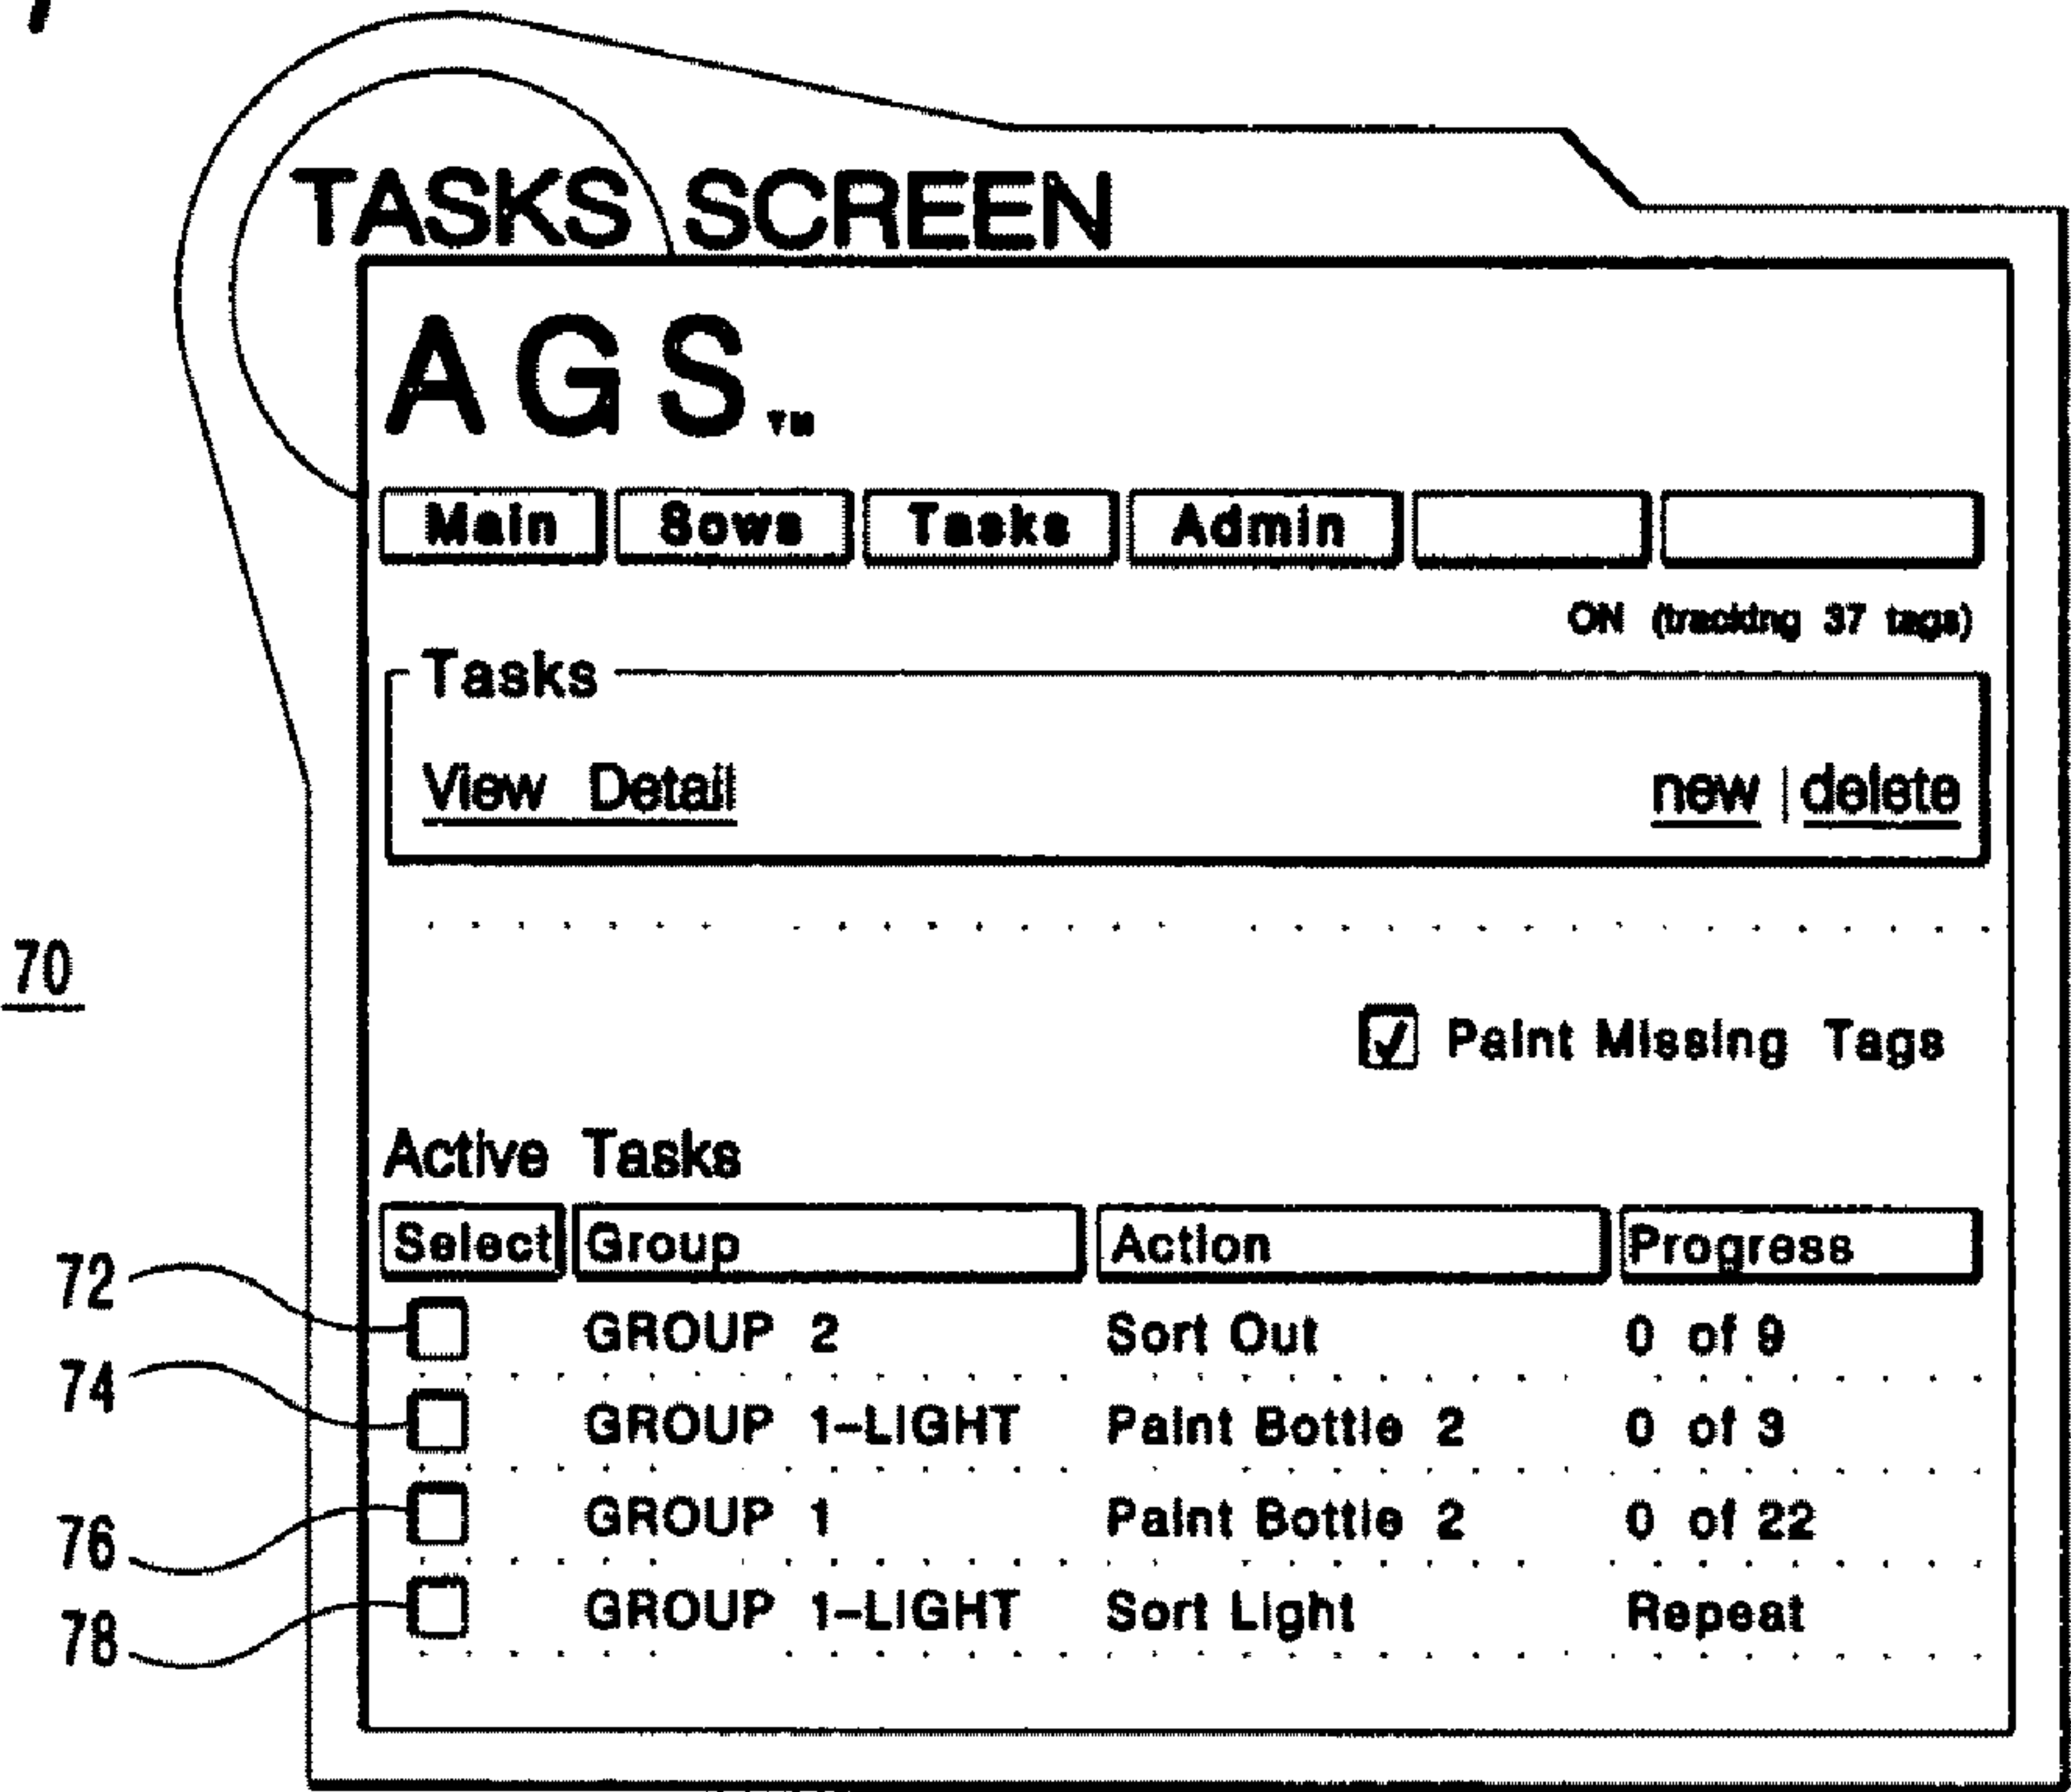 TASKS SCREEN
AGS™
Main Sows Tasks Admin
ON (tracking 37 tags)
Tasks
View Detail new | delete
70
Paint Missing Tags
Active Tasks
Select Group Action Progress
72 GROUP 2 Sort Out 0 of 9
74 GROUP 1-LIGHT Paint Bottle 2 0 of 3
76 GROUP 1 Paint Bottle 2 0 of 22
78 GROUP 1-LIGHT Sort Light Repeat